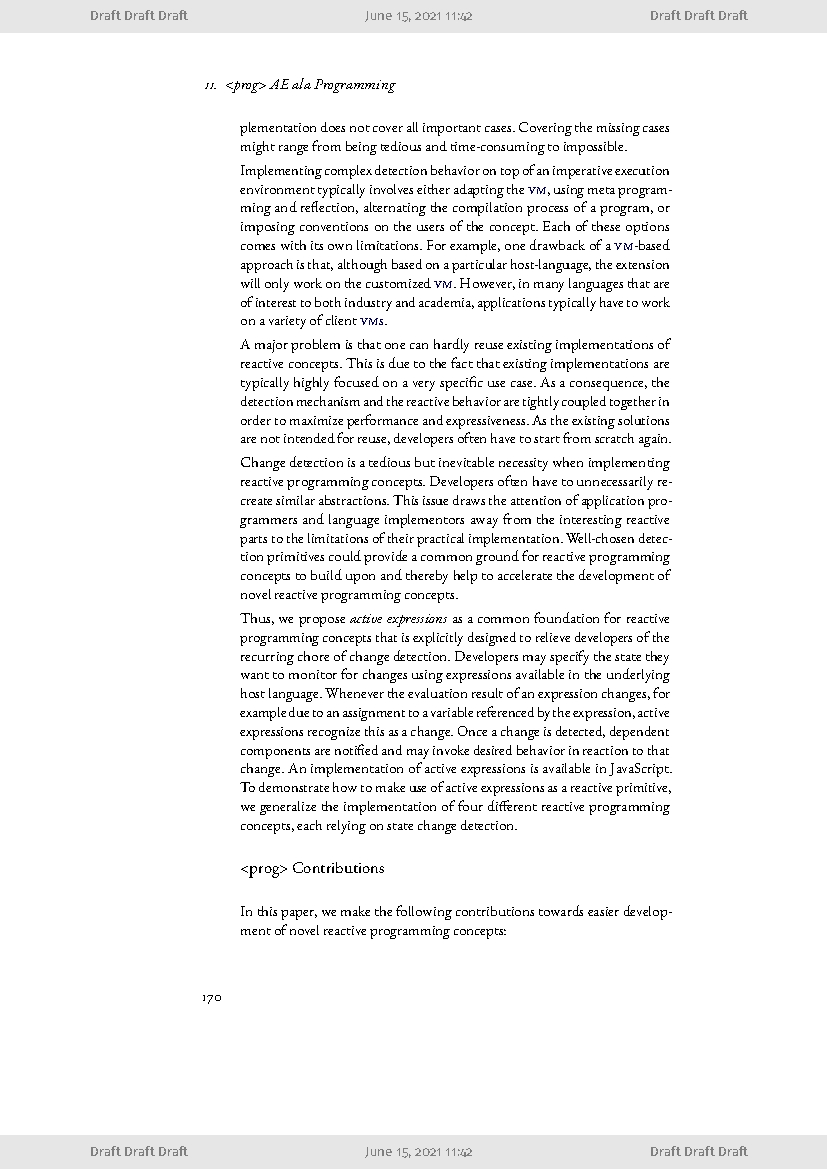 Draft Draft Draft June 15, 2021 11:42 Draft Draft Draft
11. <prog> AE ala Programming
plementation does not cover all important cases. Covering the missing cases
might range from being tedious and time-consuming to impossible.
Implementing complex detection behavior on top of an imperative execution
environment typically involves either adapting the VM, using meta program-
ming and reflection, alternating the compilation process of a program, or
imposing conventions on the users of the concept. Each of these options
comes with its own limitations. For example, one drawback of a VM-based
approach is that, although based on a particular host-language, the extension
will only work on the customized VM. However, in many languages that are
of interest to both industry and academia, applications typically have to work
on a variety of client VMs.
A major problem is that one can hardly reuse existing implementations of
reactive concepts. This is due to the fact that existing implementations are
typically highly focused on a very specific use case. As a consequence, the
detection mechanism and the reactive behavior are tightly coupled together in
order to maximize performance and expressiveness. As the existing solutions
are not intended for reuse, developers often have to start from scratch again.
Change detection is a tedious but inevitable necessity when implementing
reactive programming concepts. Developers often have to unnecessarily re-
create similar abstractions. This issue draws the attention of application pro-
grammers and language implementors away from the interesting reactive
parts to the limitations of their practical implementation. Well-chosen detec-
tion primitives could provide a common ground for reactive programming
concepts to build upon and thereby help to accelerate the development of
novel reactive programming concepts.
Thus, we propose active expressions as a common foundation for reactive
programming concepts that is explicitly designed to relieve developers of the
recurring chore of change detection. Developers may specify the state they
want to monitor for changes using expressions available in the underlying
host language. Whenever the evaluation result of an expression changes, for
example due to an assignment to a variable referenced by the expression, active
expressions recognize this as a change. Once a change is detected, dependent
components are notified and may invoke desired behavior in reaction to that
change. An implementation of active expressions is available in JavaScript.
To demonstrate how to make use of active expressions as a reactive primitive,
we generalize the implementation of four different reactive programming
concepts, each relying on state change detection.
<prog> Contributions
In this paper, we make the following contributions towards easier develop-
ment of novel reactive programming concepts:
170
Draft Draft Draft June 15, 2021 11:42 Draft Draft Draft